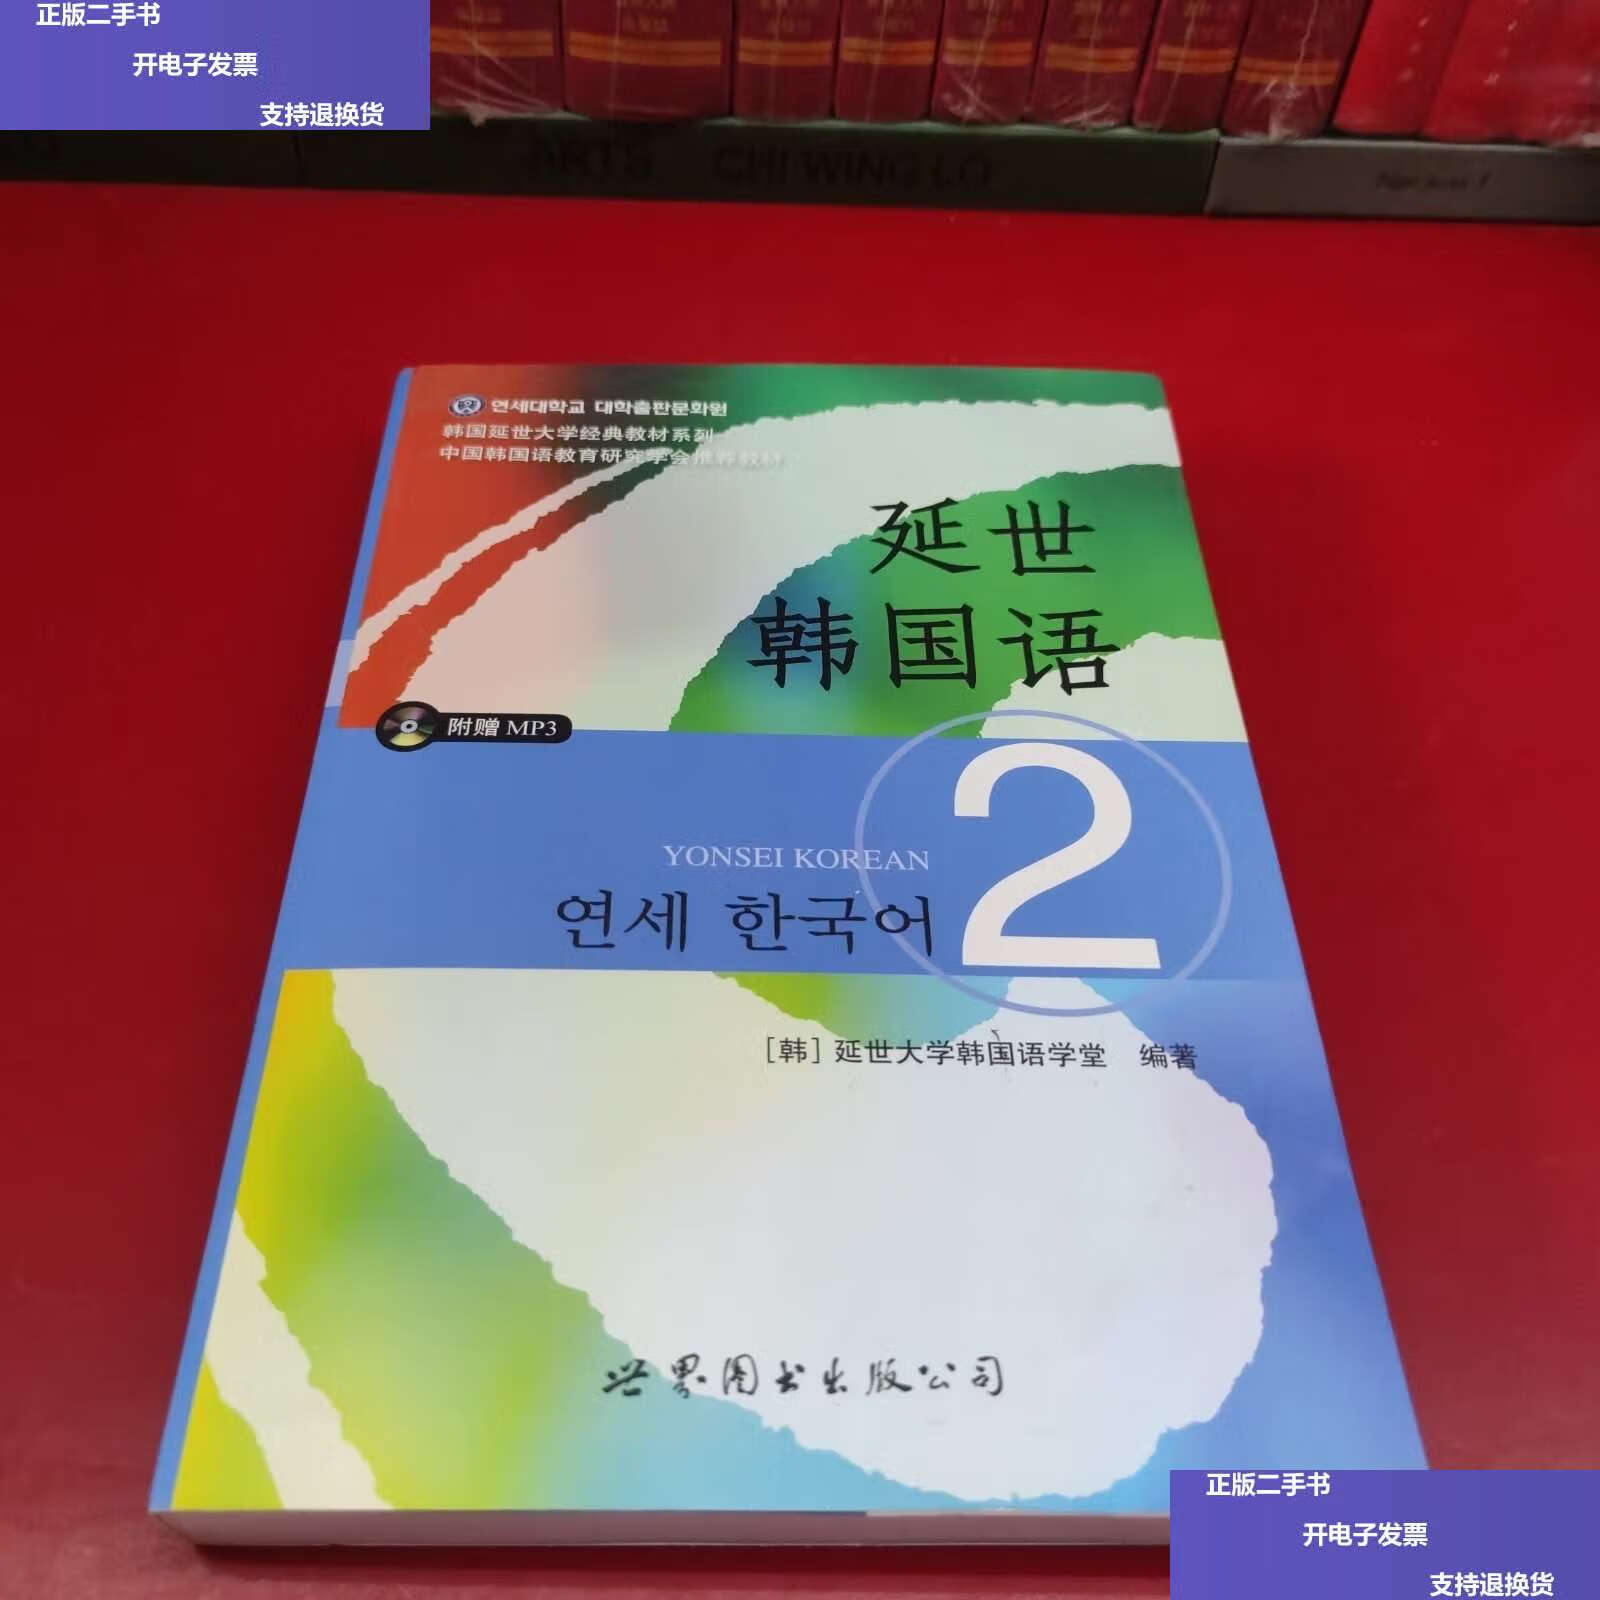 正版二手书
开电子发票
支持退换货
ARTS CHI WING LO
연세대학교 대학출판문화원
韩国延世大学经典教材系列
中国韩国语教育研究学会推荐教材
延世
韩国语
附赠 MP3
2
YONSEI KOREAN
연세 한국어
[韩] 延世大学韩国语学堂 编著
世界图书出版公司
正版二手书
开电子发票
支持退换货